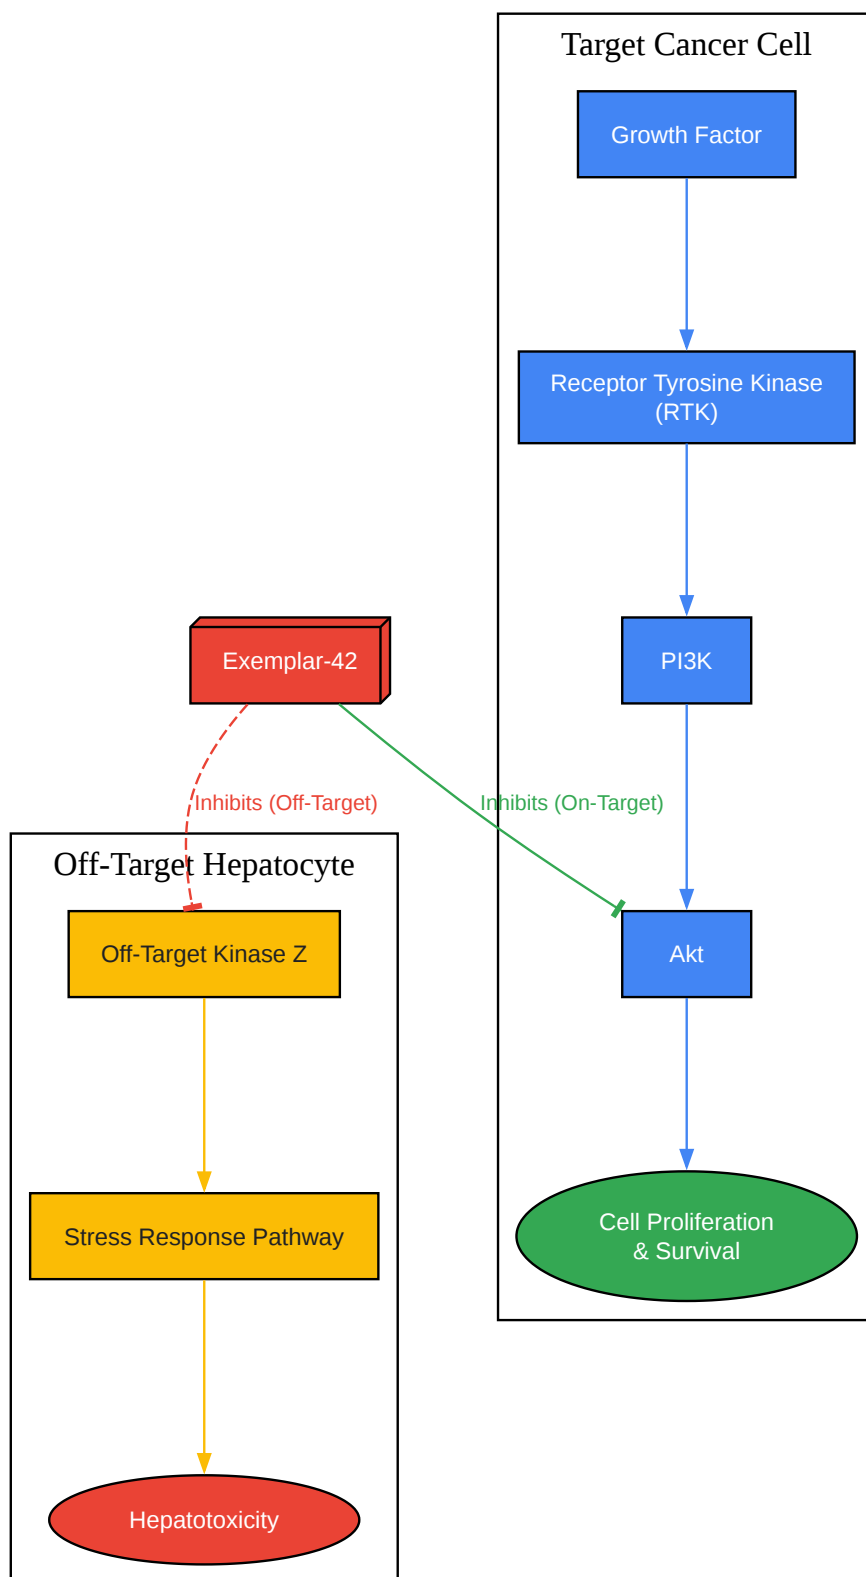 Target Cancer Cell
Growth Factor
Receptor Tyrosine Kinase
(RTK)
PI3K
Exemplar-42
Inhibits (Off-Target)
Inhibits (On-Target)
Off-Target Hepatocyte
Off-Target Kinase Z
Akt
Stress Response Pathway
Cell Proliferation
& Survival
Hepatotoxicity